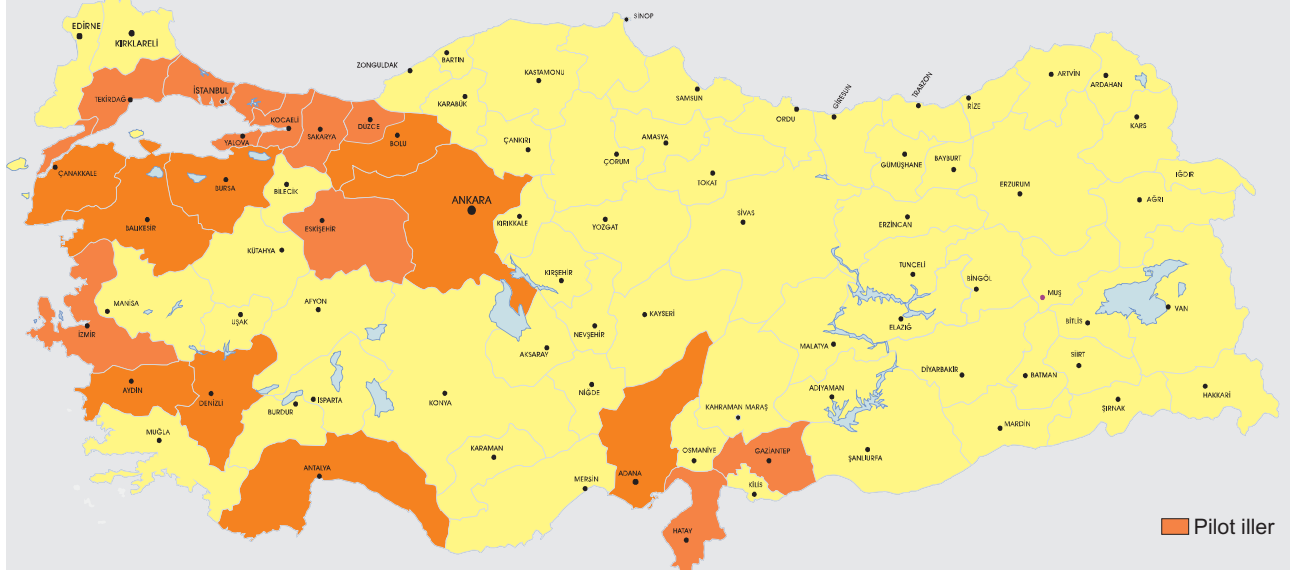 SİNOP
EDİRNE
KIRKLARELİ
BARTIN
ZONGULDAK
KASTAMONU
ARTVİN
ARDAHAN
TEKİRDAĞ
İSTANBUL
KARABÜK
SAMSUN
ORDU
GİRESUN
TRABZON
RİZE
KARS
KOCAELİ
SAKARYA
DÜZCE
BOLU
YALOVA
ÇANKIRI
AMASYA
ÇORUM
GÜMÜŞHANE
BAYBURT
IĞDIR
ÇANAKKALE
BURSA
BİLECİK
TOKAT
ERZURUM
AĞRI
ANKARA
BALIKESİR
ESKİŞEHİR
KIRIKKALE
YOZGAT
SİVAS
ERZİNCAN
KÜTAHYA
KIRŞEHİR
TUNCELİ
BİNGÖL
MUŞ
MANİSA
UŞAK
AFYON
NEVŞEHİR
KAYSERİ
ELAZIĞ
BİTLİS
VAN
İZMİR
AKSARAY
MALATYA
SİİRT
AYDIN
DENİZLİ
BURDUR
İSPARTA
KONYA
NİĞDE
ADIYAMAN
DİYARBAKİR
BATMAN
HAKKARİ
KAHRAMAN MARAŞ
ŞIRNAK
MUĞLA
KARAMAN
OSMANİYE
GAZİANTEP
ŞANLIURFA
MARDİN
ANTALYA
MERSİN
ADANA
KİLİS
HATAY
Pilot iller